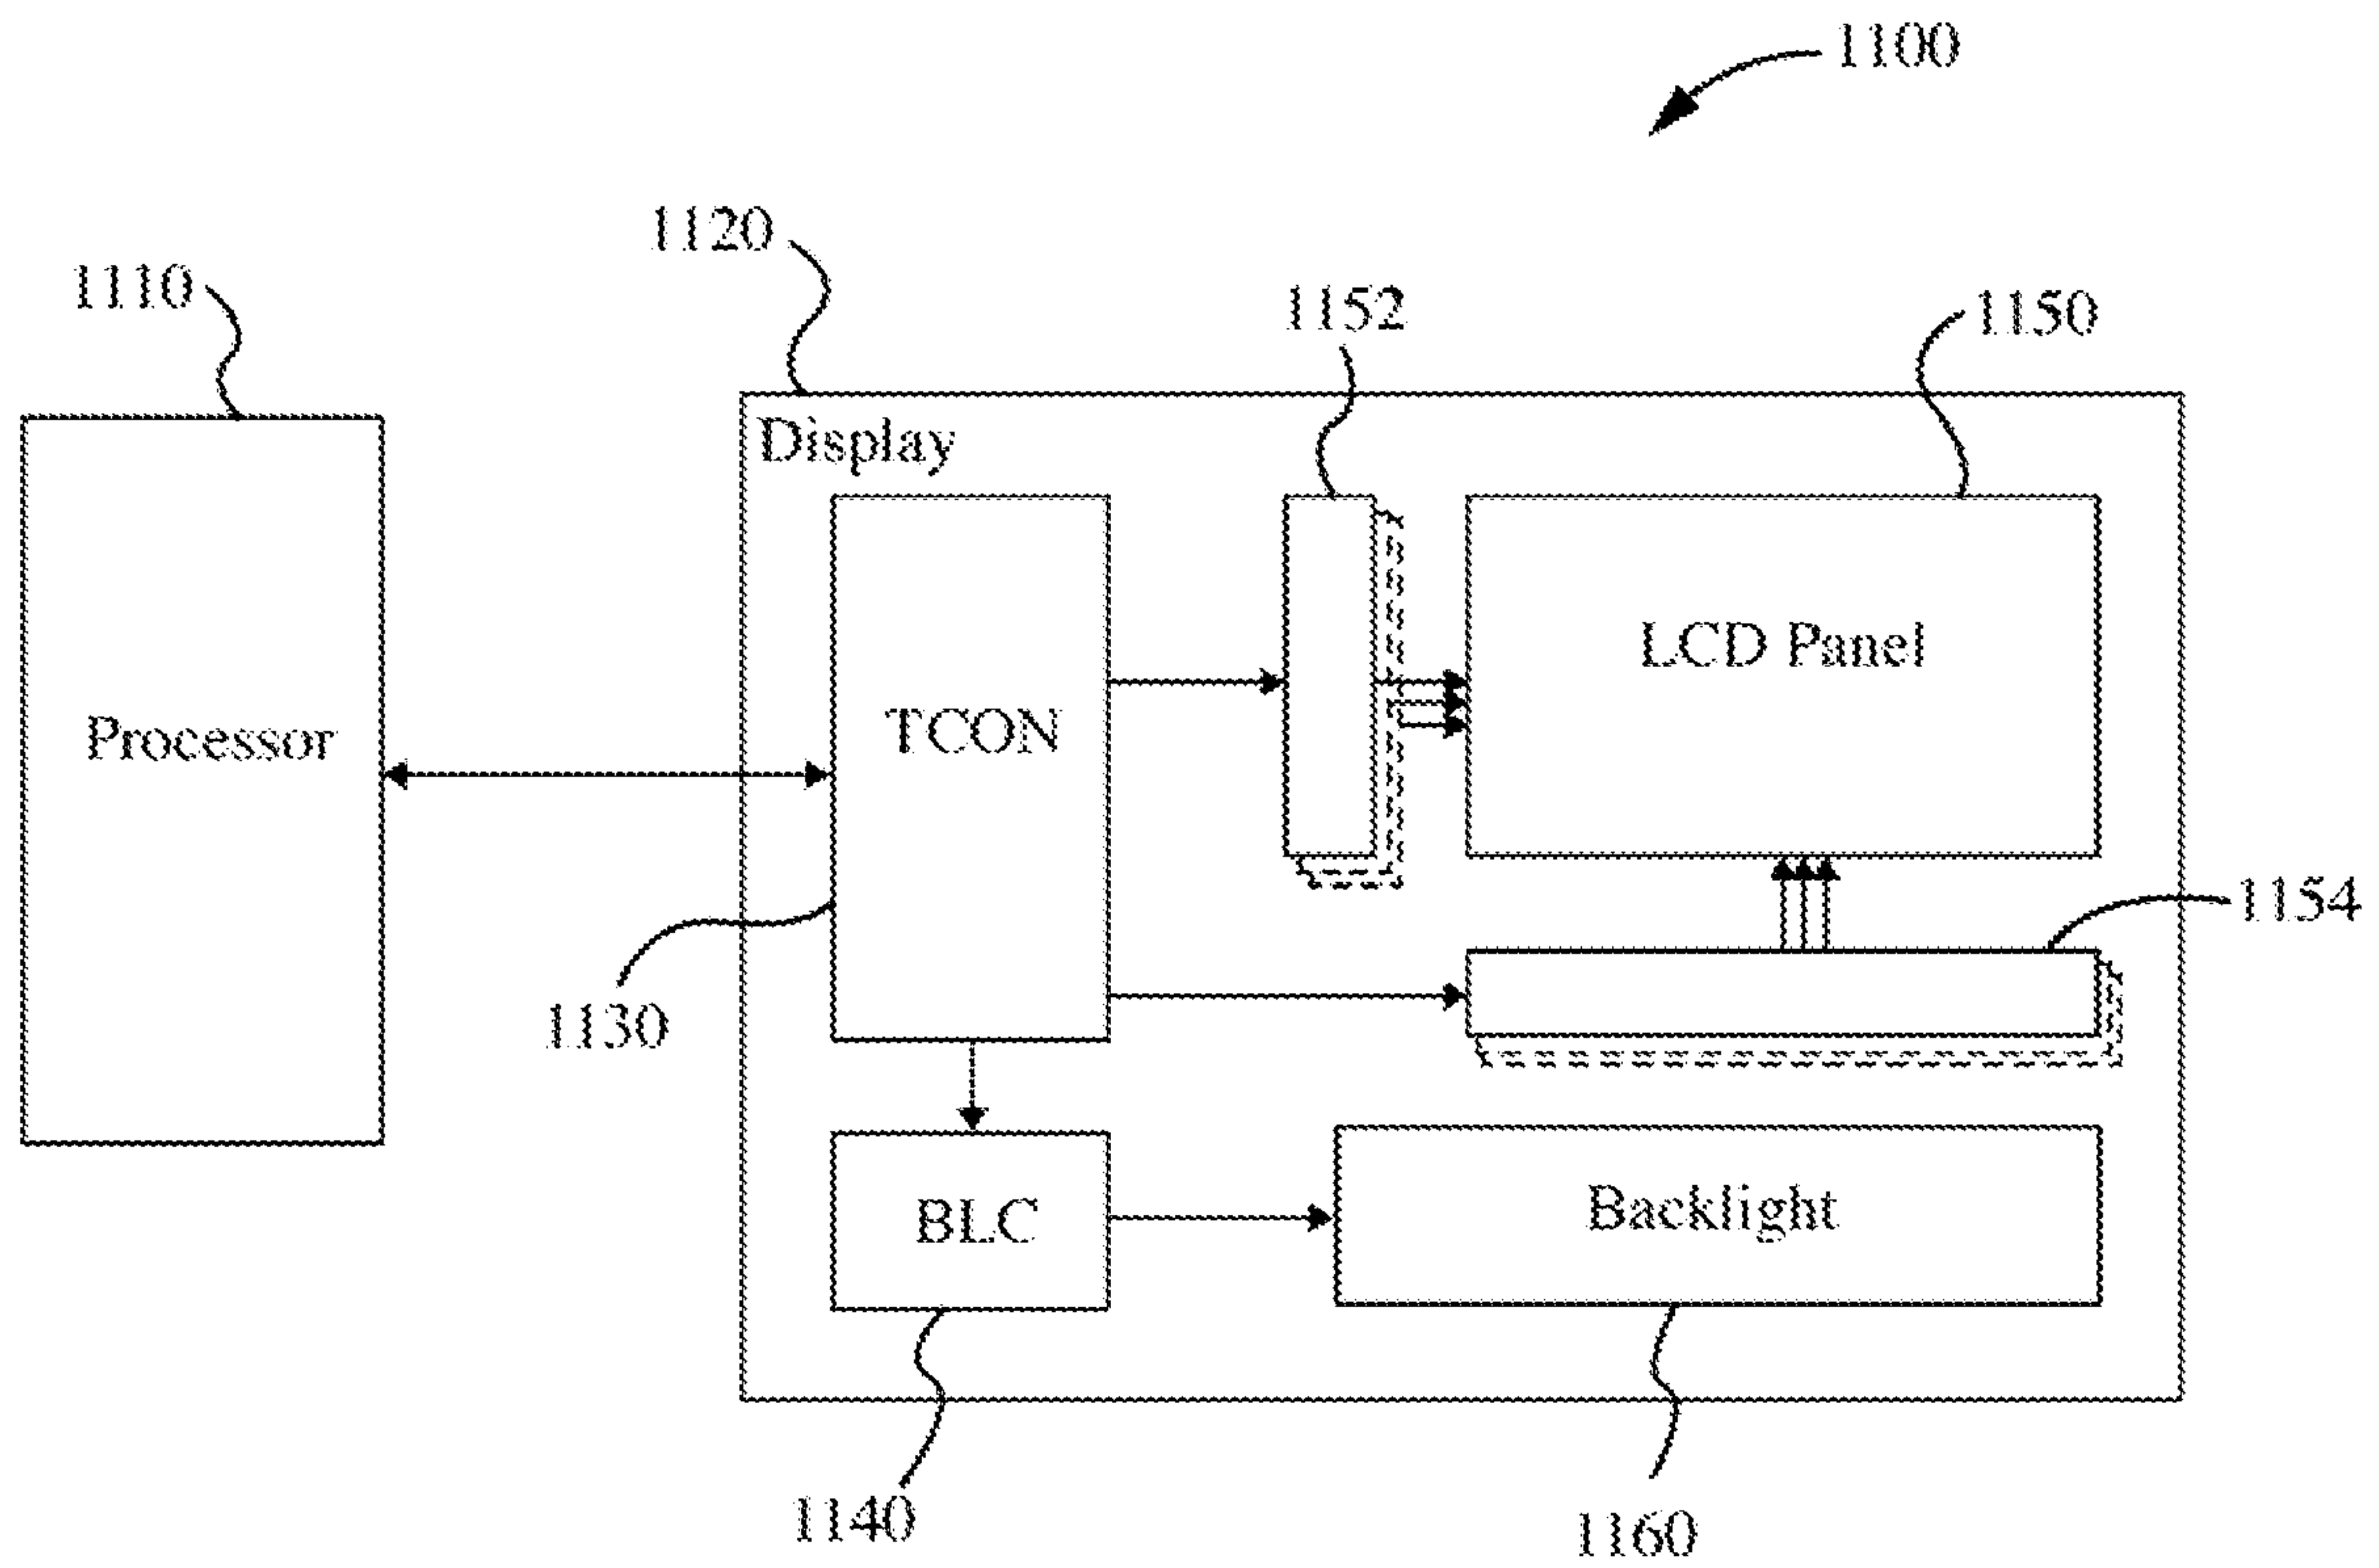 1100
1120
1110
1152
1150
Display
LCD Panel
Processor
TCON
1154
1130
BLC
Backlight
1140
1160